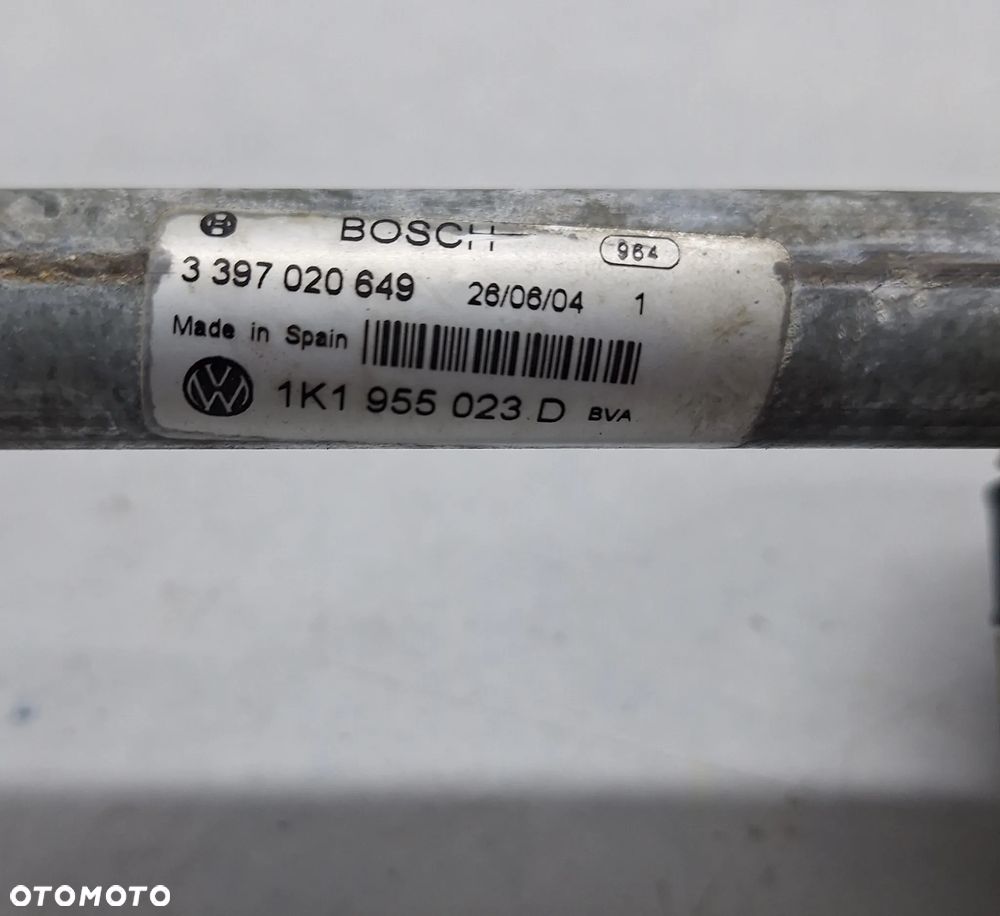 BOSCH
964
3 397 020 649 26/06/04 1
Made in Spain
1K1 955 023 D BVA
OTOMOTO